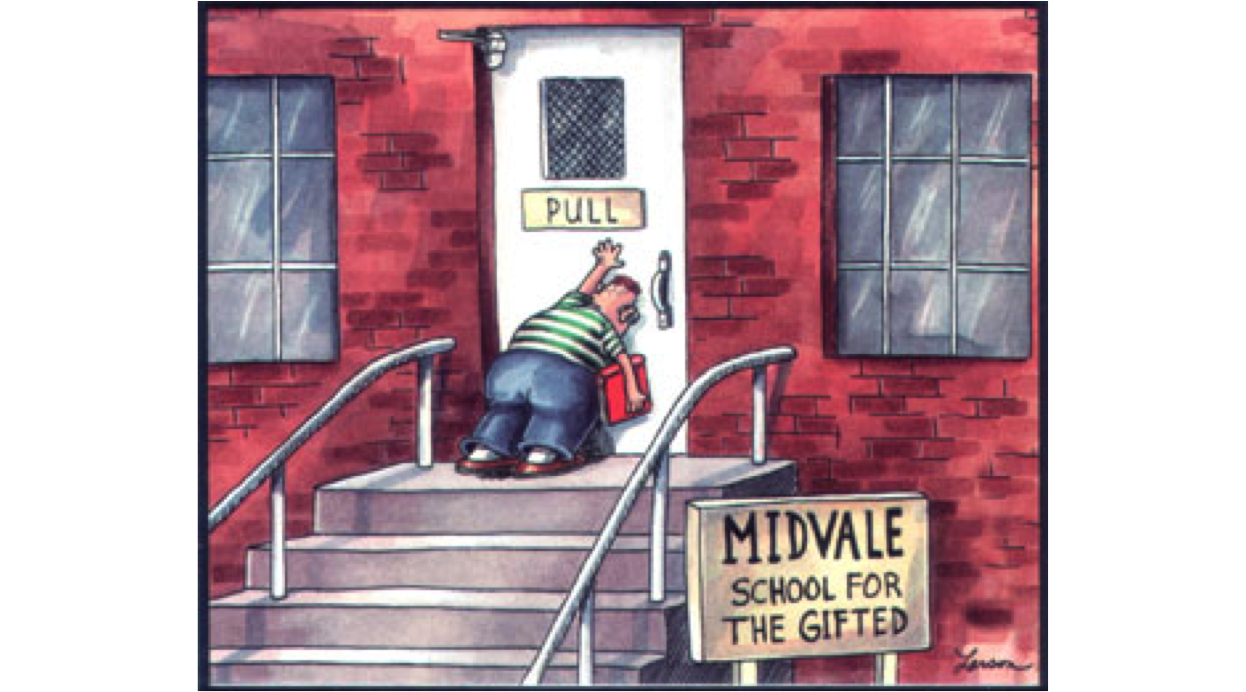 PULL
MIDVALE
SCHOOL FOR
THE GIFTED
Larson